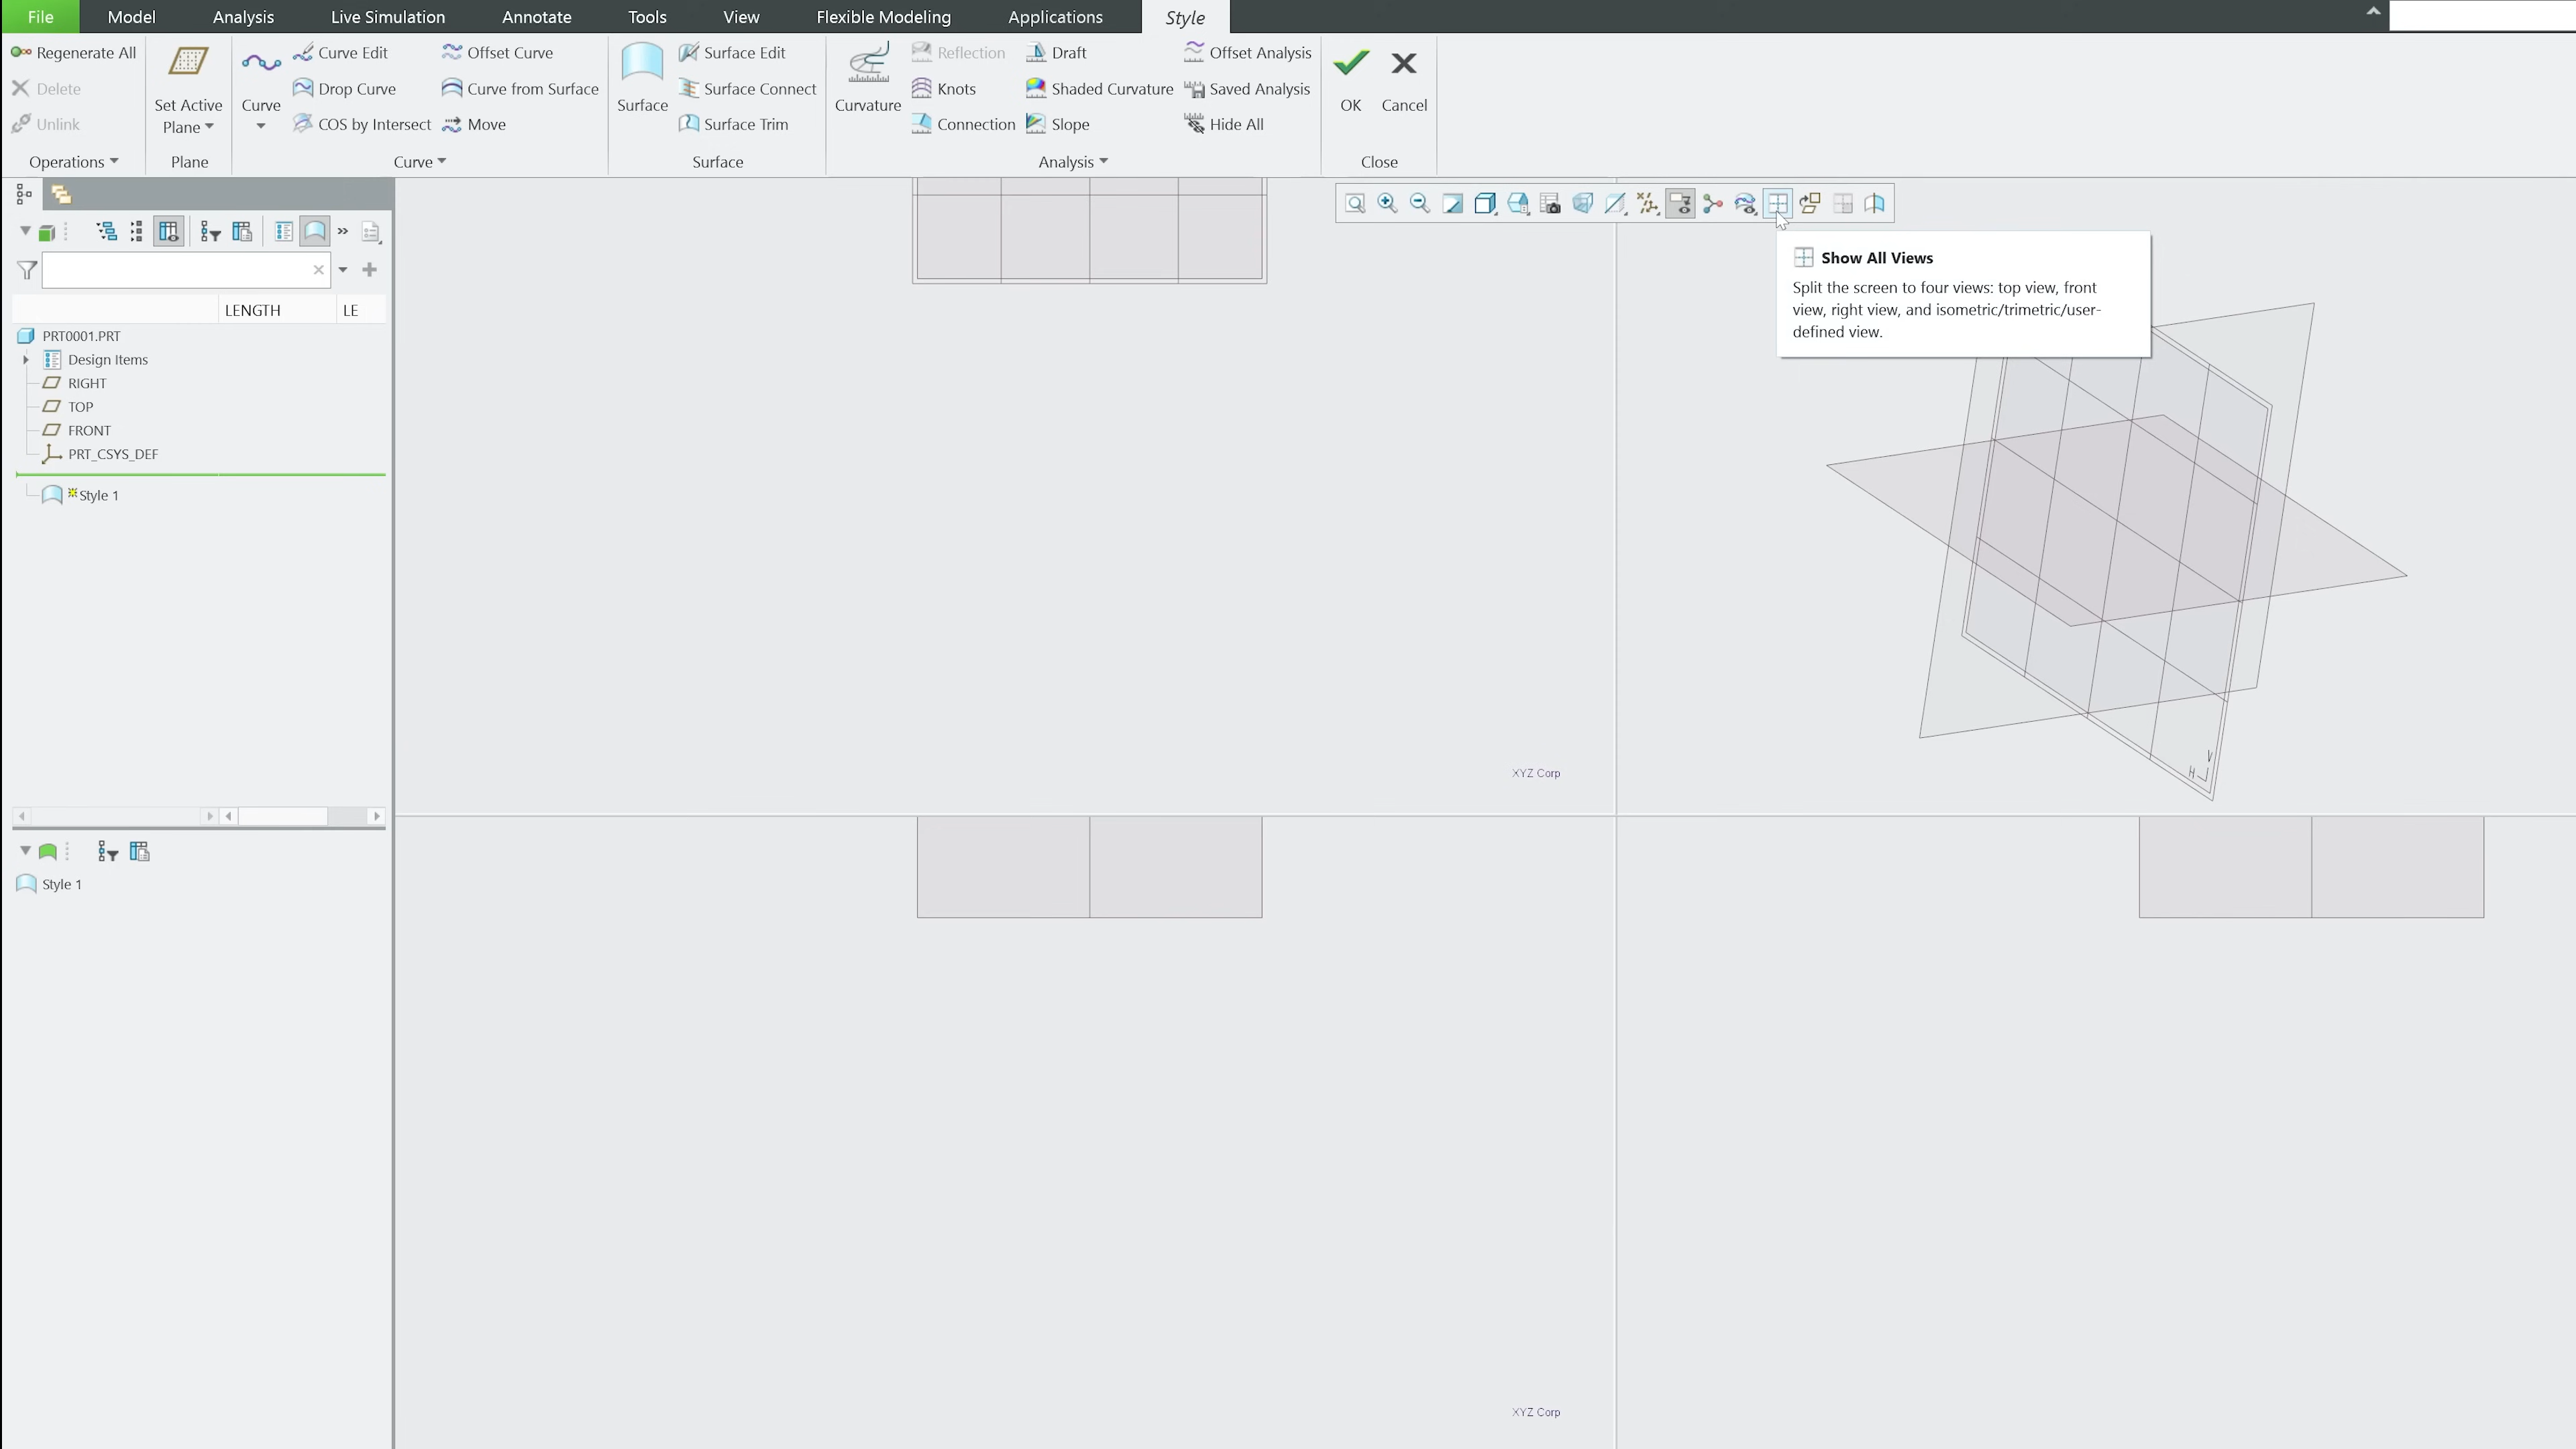 File Model Analysis Live Simulation Annotate Tools View Flexible Modeling Applications Style
Regenerate All
Delete
Unlink
Operations
Set Active
Plane
Plane
Curve
Curve Edit
Drop Curve
COS by Intersect
Offset Curve
Curve from Surface
Move
Curve
Surface
Surface Edit
Surface Connect
Surface Trim
Surface
Curvature
Reflection
Knots
Connection
Draft
Shaded Curvature
Slope
Offset Analysis
Saved Analysis
Hide All
Analysis
OK
Cancel
Close
LENGTH LE
PRT0001.PRT
Design Items
RIGHT
TOP
FRONT
PRT_CSYS_DEF
Style 1
Style 1
Show All Views
Split the screen to four views: top view, front
view, right view, and isometric/trimetric/user-
defined view.
V
H
XYZ Corp
XYZ Corp